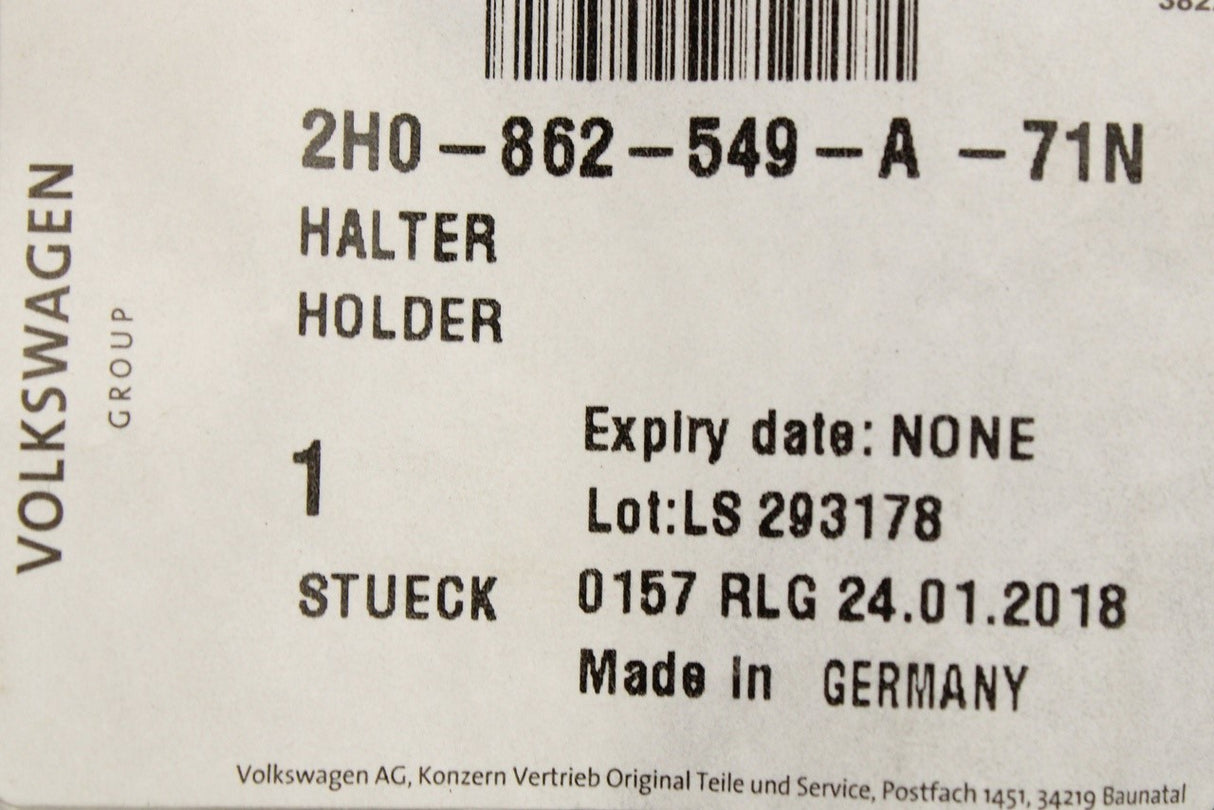 2H0-862-549-A -71N
HALTER
HOLDER
1
Expiry date: NONE
Lot:LS 293178
STUECK
0157 RLG 24.01.2018
Made in GERMANY
VOLKSWAGEN
GROUP
Volkswagen AG, Konzern Vertrieb Original Teile und Service, Postfach 1451, 34219 Baunatal